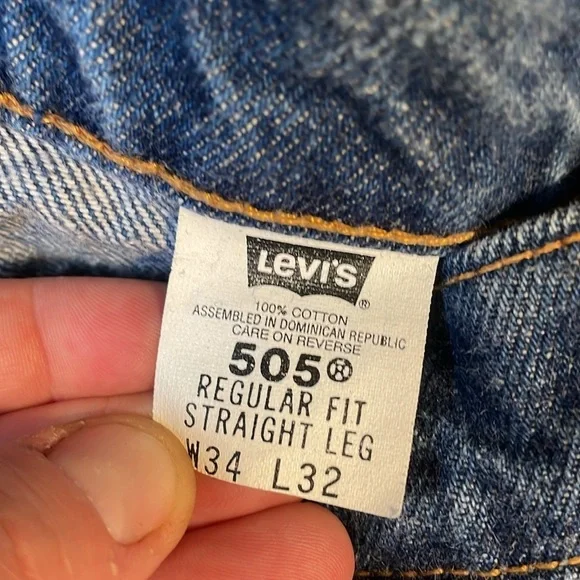 Levi's ®
100% COTTON
ASSEMBLED IN DOMINICAN REPUBLIC
CARE ON REVERSE
505®
REGULAR FIT
STRAIGHT LEG
W34 L32